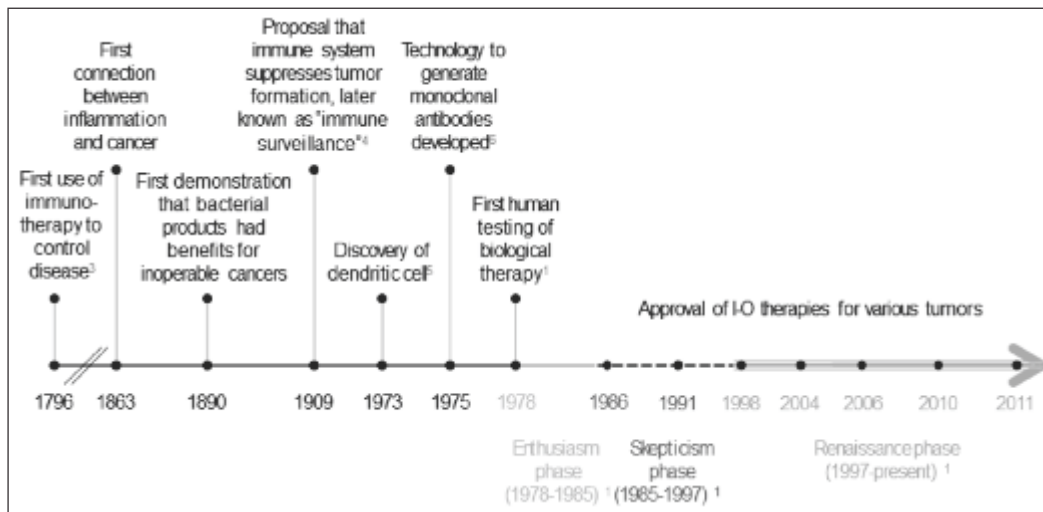 First
connection
between
inflammation
and cancer
Proposal that
immune system
suppresses tumor
formation, later
known as "immune
surveillance"⁴
Technology to
generate
monoclonal
antibodies
developed⁵
First use of
immuno-
therapy to
control
disease³
First demonstration
that bacterial
products had
benefits for
inoperable cancers
Discovery of
dendritic cell⁵
First human
testing of
biological
therapy¹
Approval of I-O therapies for various tumors
1796 1863 1890 1909 1973 1975 1978 1986 1991 1998 2004 2006 2010 2011
Enthusiasm
phase
(1978-1985) ¹
Skepticism
phase
(1985-1997) ¹
Renaissance phase
(1997-present) ¹